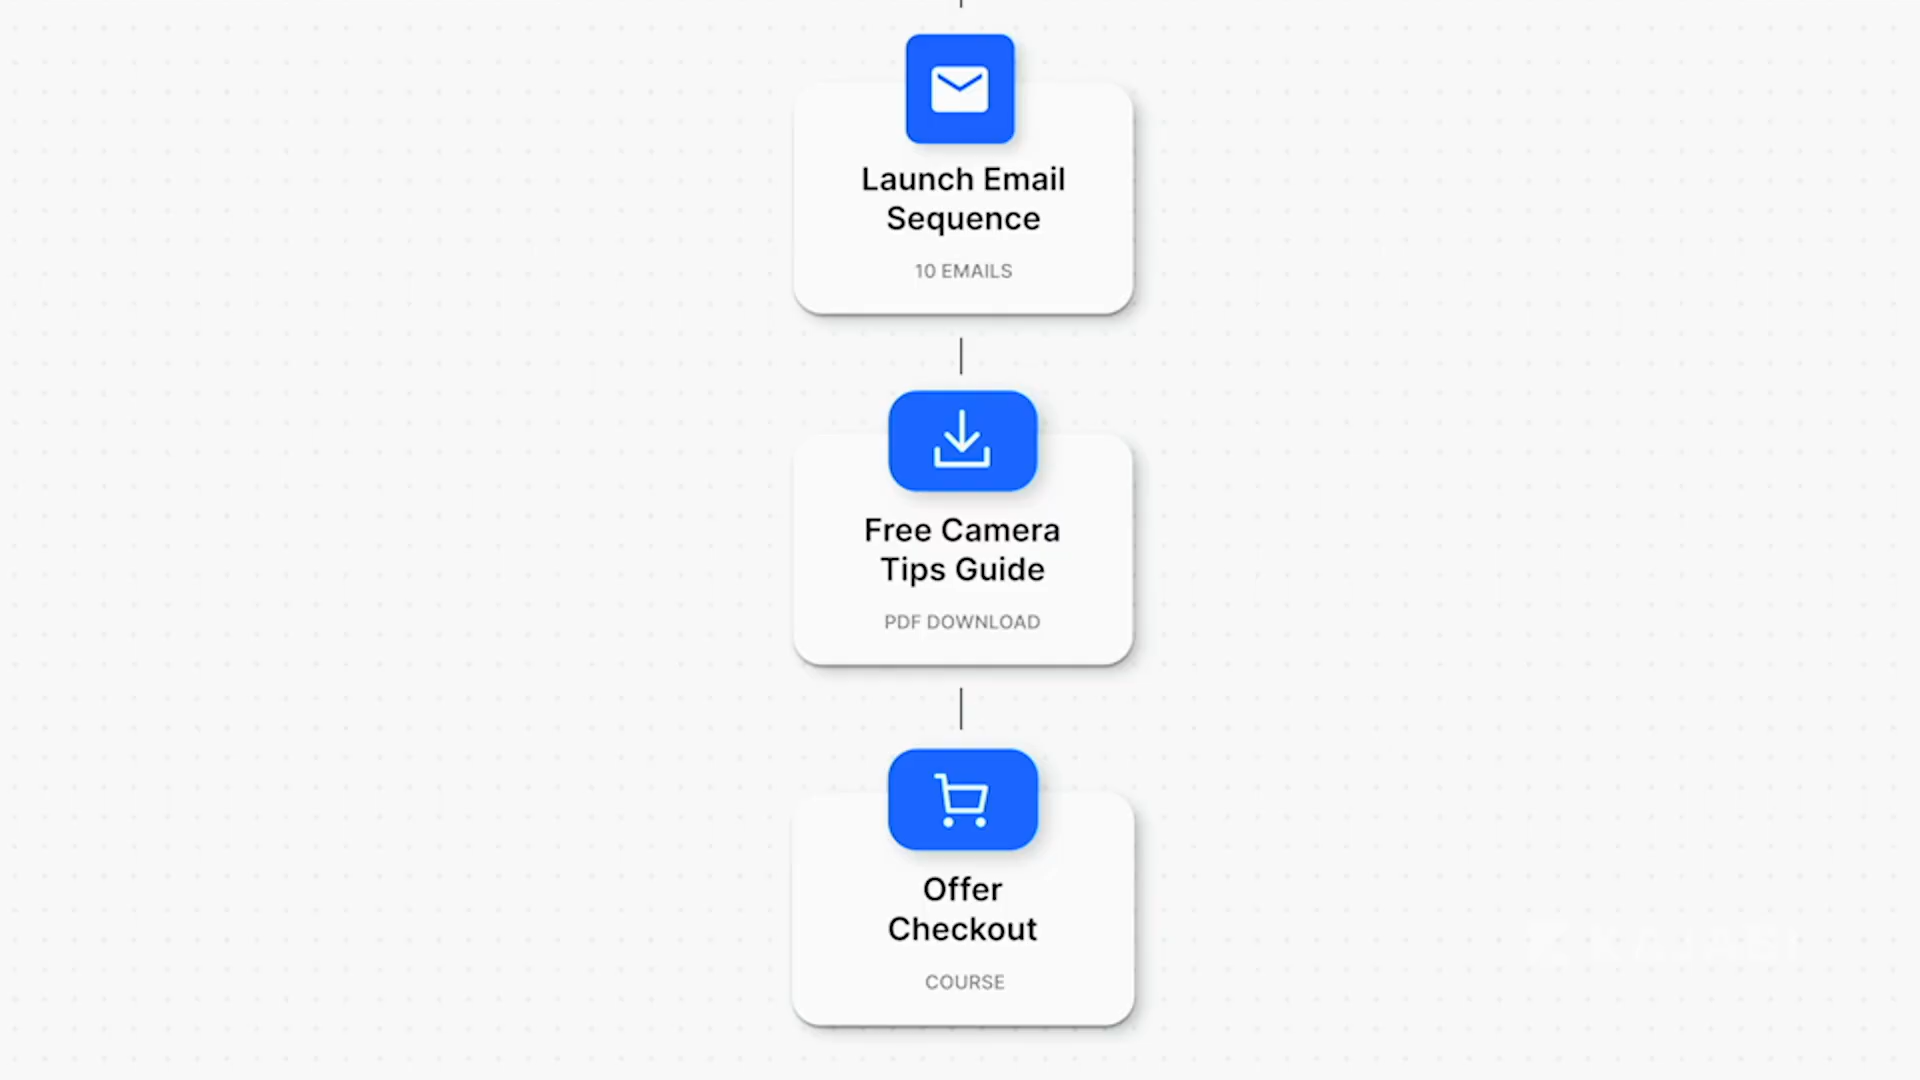 Launch Email
Sequence
10 EMAILS
Free Camera
Tips Guide
PDF DOWNLOAD
Offer
Checkout
COURSE